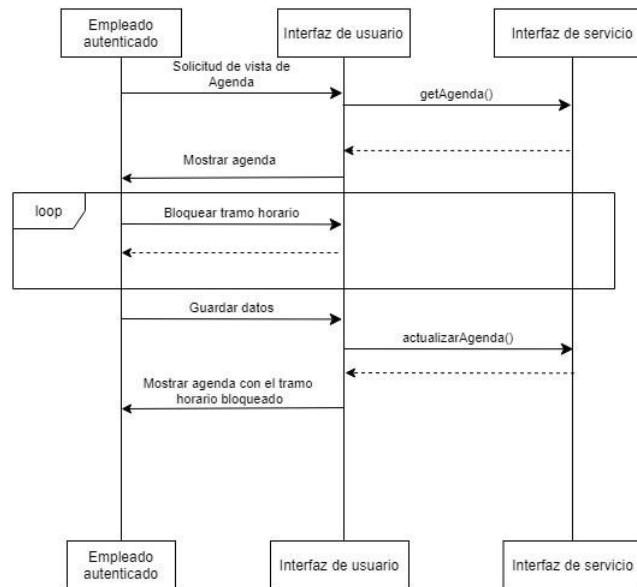 Empleado
autenticado
Interfaz de usuario
Interfaz de servicio
Solicitud de vista de
Agenda
getAgenda()
Mostrar agenda
loop
Bloquear tramo horario
Guardar datos
actualizarAgenda()
Mostrar agenda con el tramo
horario bloqueado
Empleado
autenticado
Interfaz de usuario
Interfaz de servicio